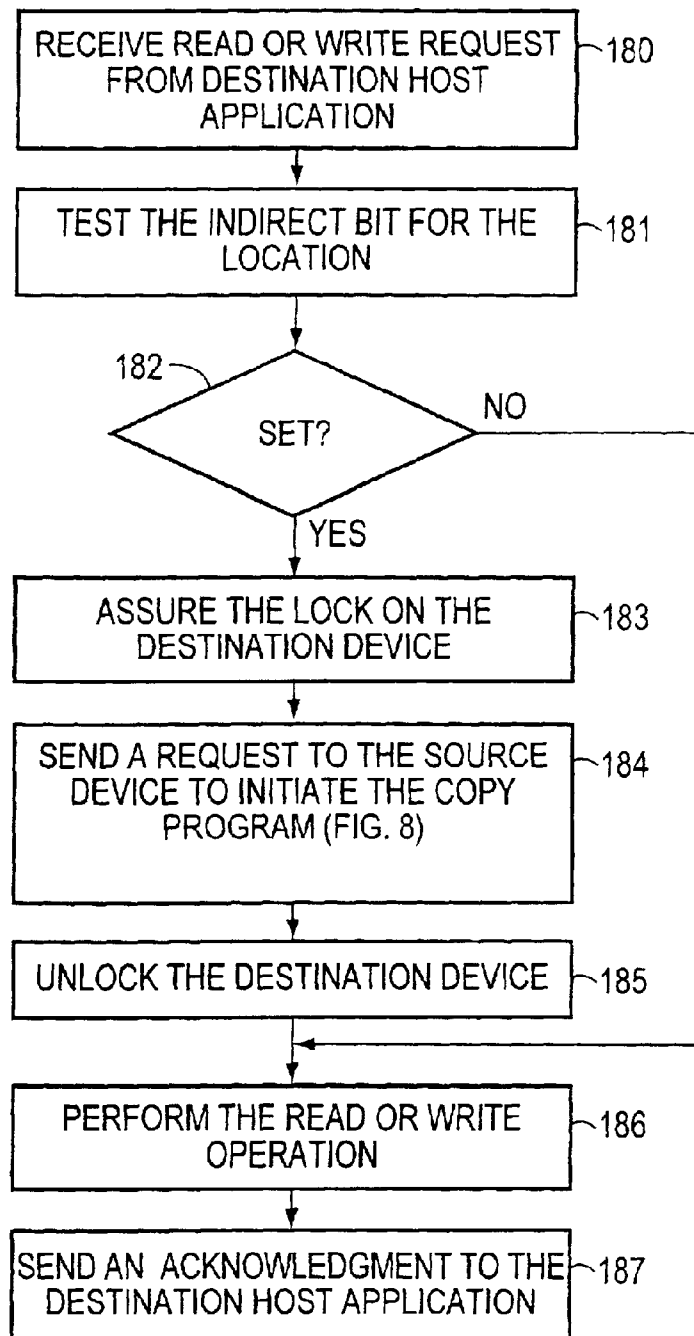 RECEIVE READ OR WRITE REQUEST
FROM DESTINATION HOST
APPLICATION
180
TEST THE INDIRECT BIT FOR THE
LOCATION
181
182
SET?
NO
YES
ASSURE THE LOCK ON THE
DESTINATION DEVICE
183
SEND A REQUEST TO THE SOURCE
DEVICE TO INITIATE THE COPY
PROGRAM (FIG. 8)
184
UNLOCK THE DESTINATION DEVICE
185
PERFORM THE READ OR WRITE
OPERATION
186
SEND AN ACKNOWLEDGMENT TO THE
DESTINATION HOST APPLICATION
187